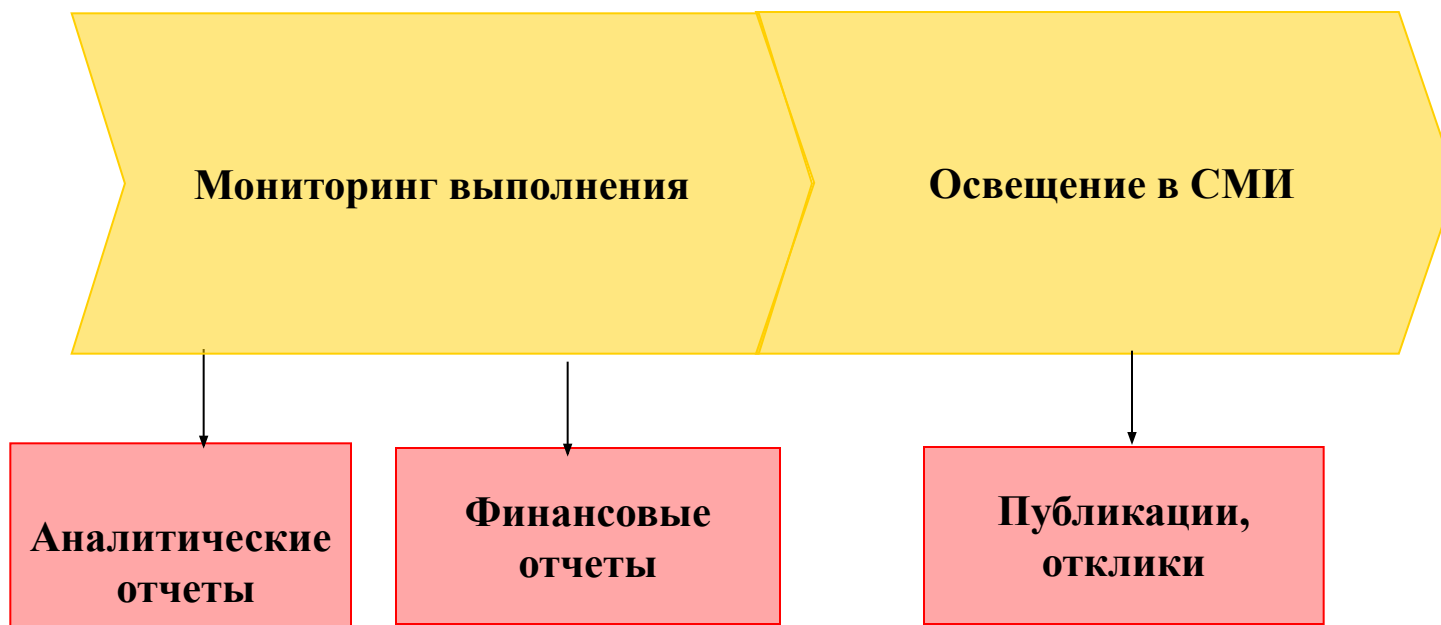 Мониторинг выполнения
Освещение в СМИ
Аналитические
отчеты
Финансовые
отчеты
Публикации,
отклики